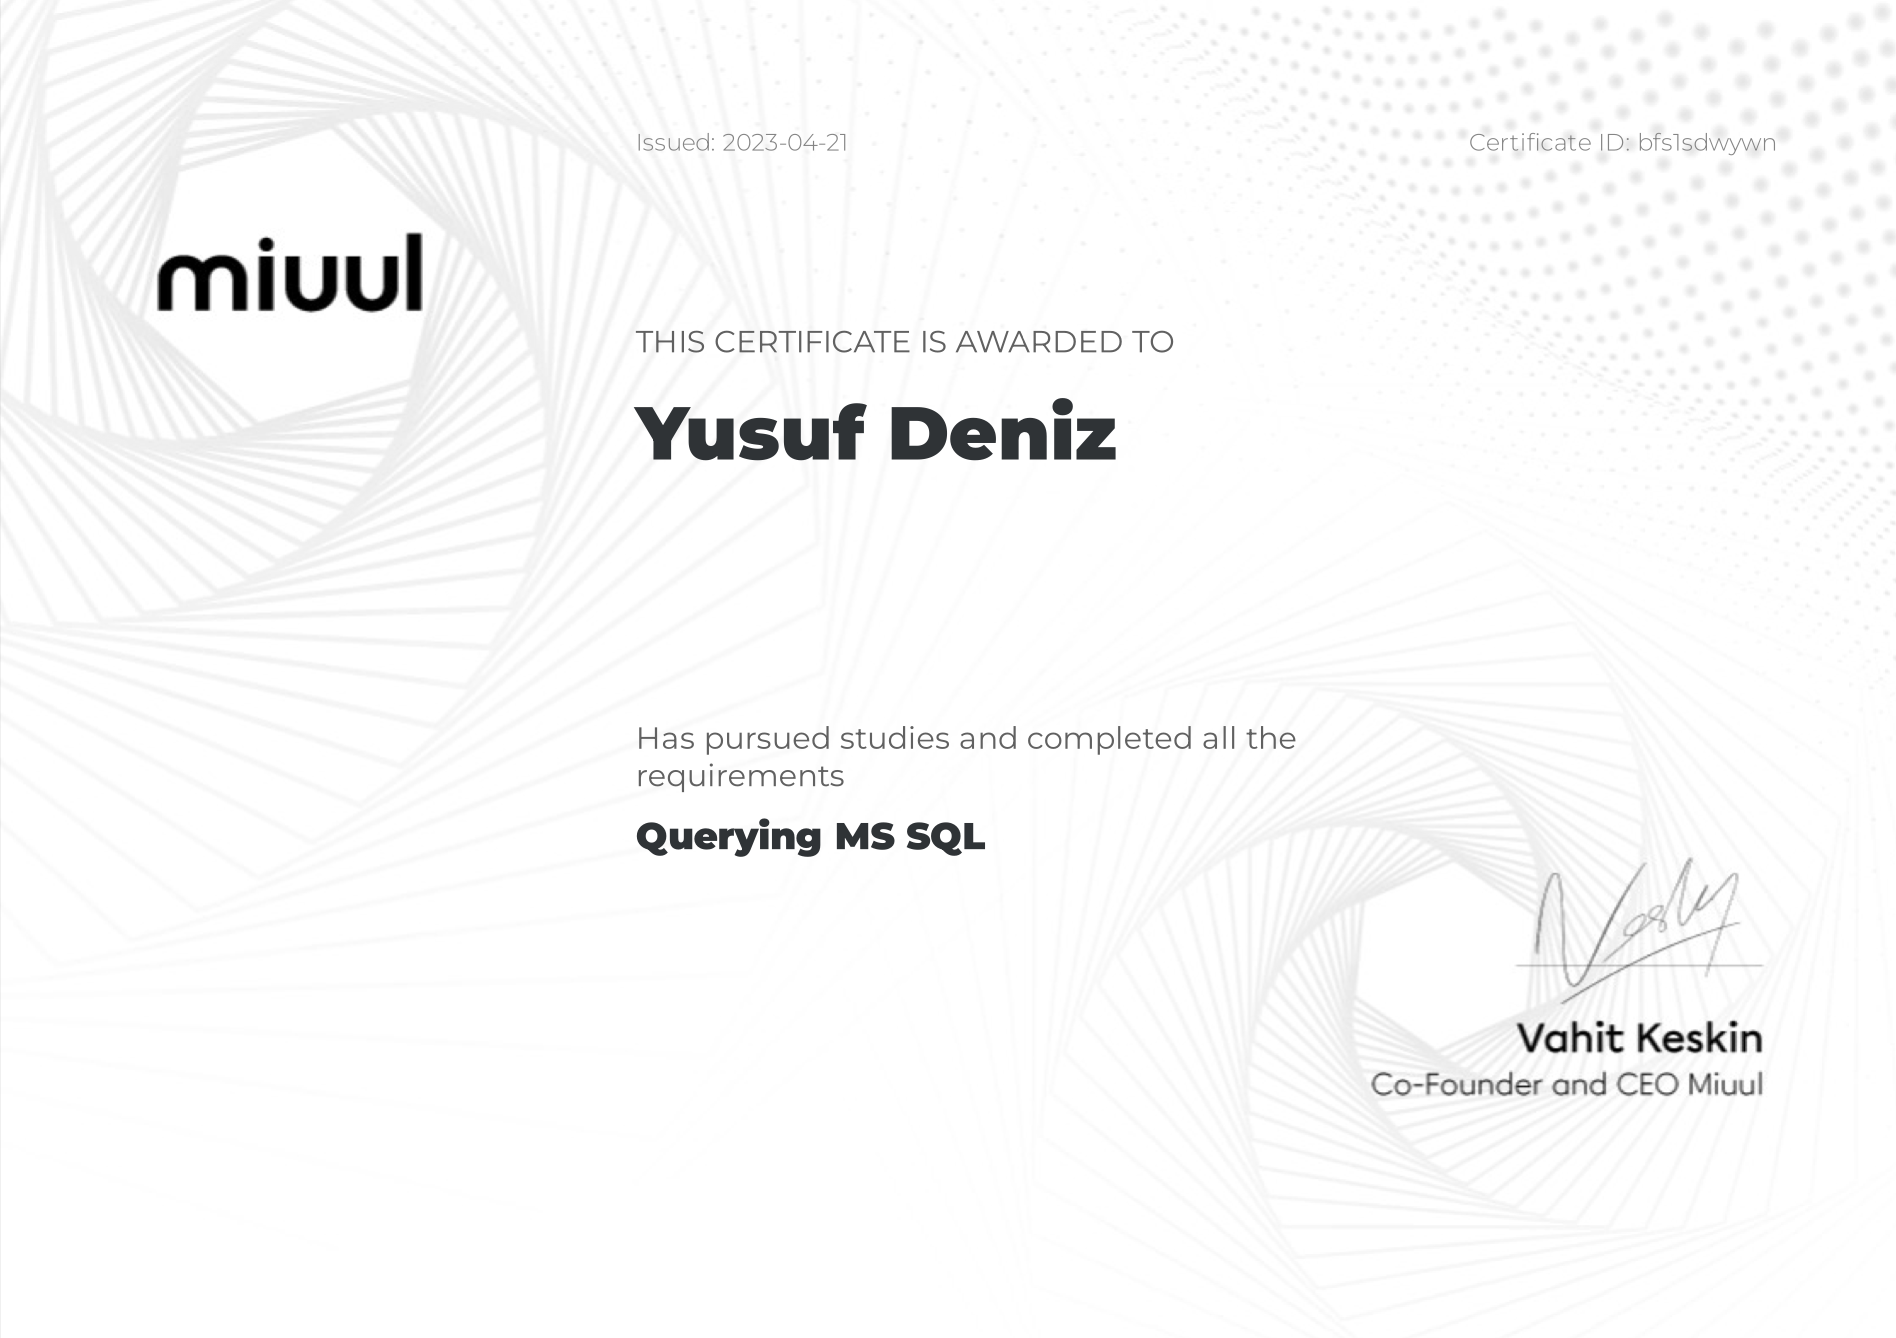 Issued: 2023-04-21
Certificate ID: bfs1sdwywn
miuul
THIS CERTIFICATE IS AWARDED TO
Yusuf Deniz
Has pursued studies and completed all the
requirements
Querying MS SQL
Vahit Keskin
Co-Founder and CEO Miuul